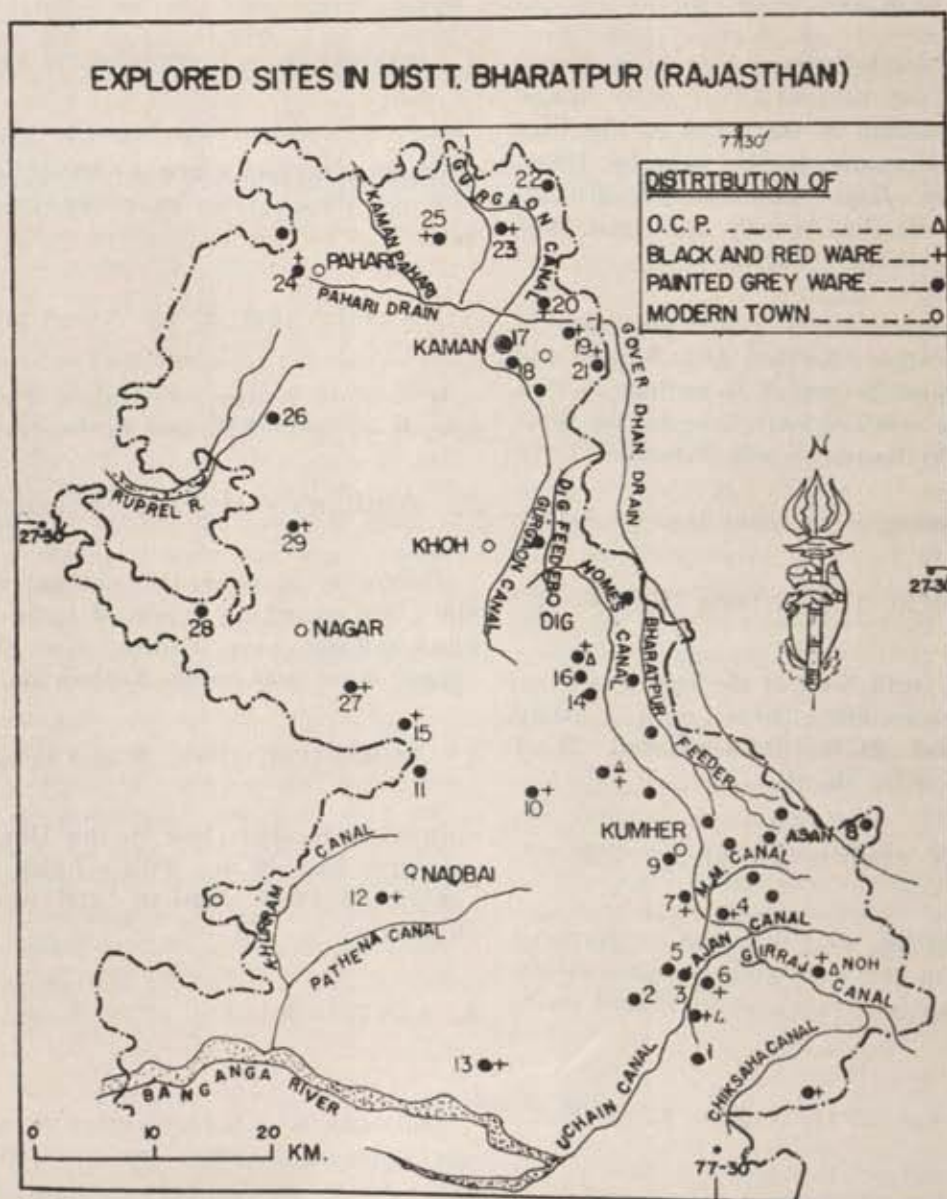 EXPLORED SITES IN DISTT. BHARATPUR (RAJASTHAN)
77°30'
DISTRTBUTION OF
O.C.P. Δ
BLACK AND RED WARE +
PAINTED GREY WARE ●
MODERN TOWN ○
N
22
GURGAON CANAL
KAMAN PAHARI
25
23
24
PAHARI
PAHARI DRAIN
20
KAMAN
17
18
19
21
GOVER DHAN DRAIN
26
RUPREL R.
27-30
29
KHOH
GURGAON CANAL
DIG FEEDEBO
HOMES CANAL
DIG
28
NAGAR
BHARATPUR FEEDER
16
14
27
15
11
10
4
KUMHER
9
ASAN
8
M.M. CANAL
KHURRAM CANAL
NADBAI
12
PATHENA CANAL
7
4
AJAN CANAL
GIRRAJ CANAL
NOH
5
3
6
2
4
1
13
UCHAIN CANAL
CHIKSAHA CANAL
BANGANGA RIVER
0 10 20
KM.
77-30